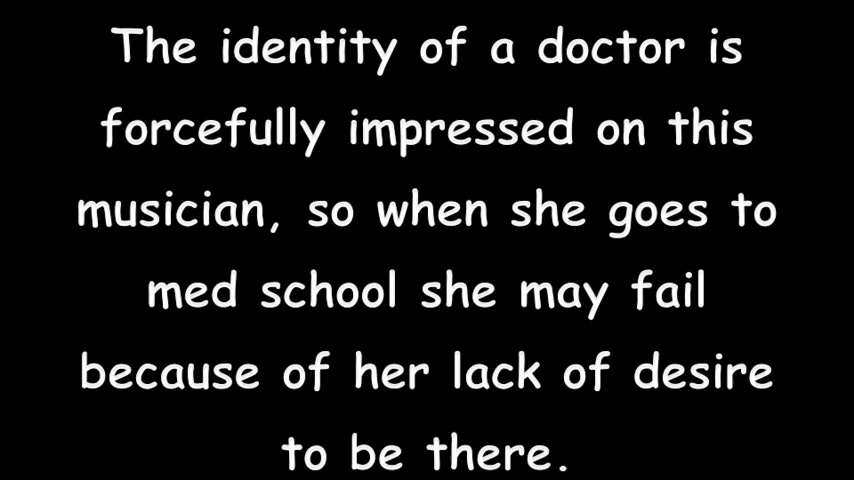 The identity of a doctor is
forcefully impressed on this
musician, so when she goes to
med school she may fail
because of her lack of desire
to be there.